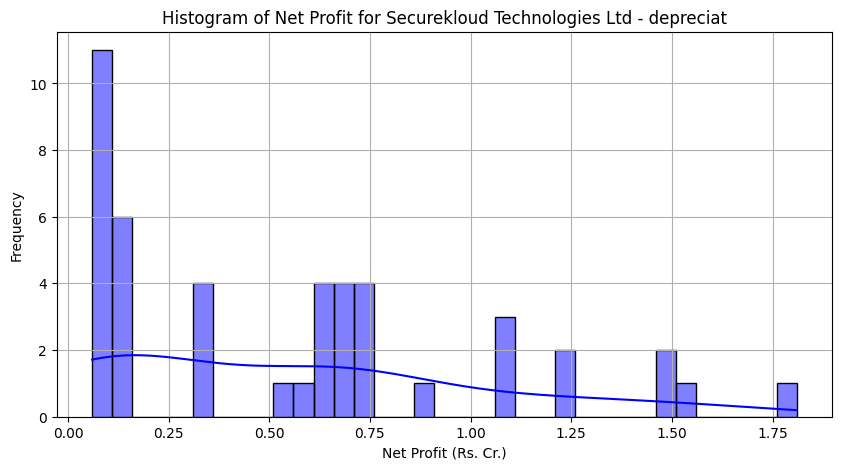 Histogram of Net Profit for Securekloud Technologies Ltd - depreciat
10
8
6
4
2
0
Frequency
0.00 0.25 0.50 0.75 1.00 1.25 1.50 1.75
Net Profit (Rs. Cr.)